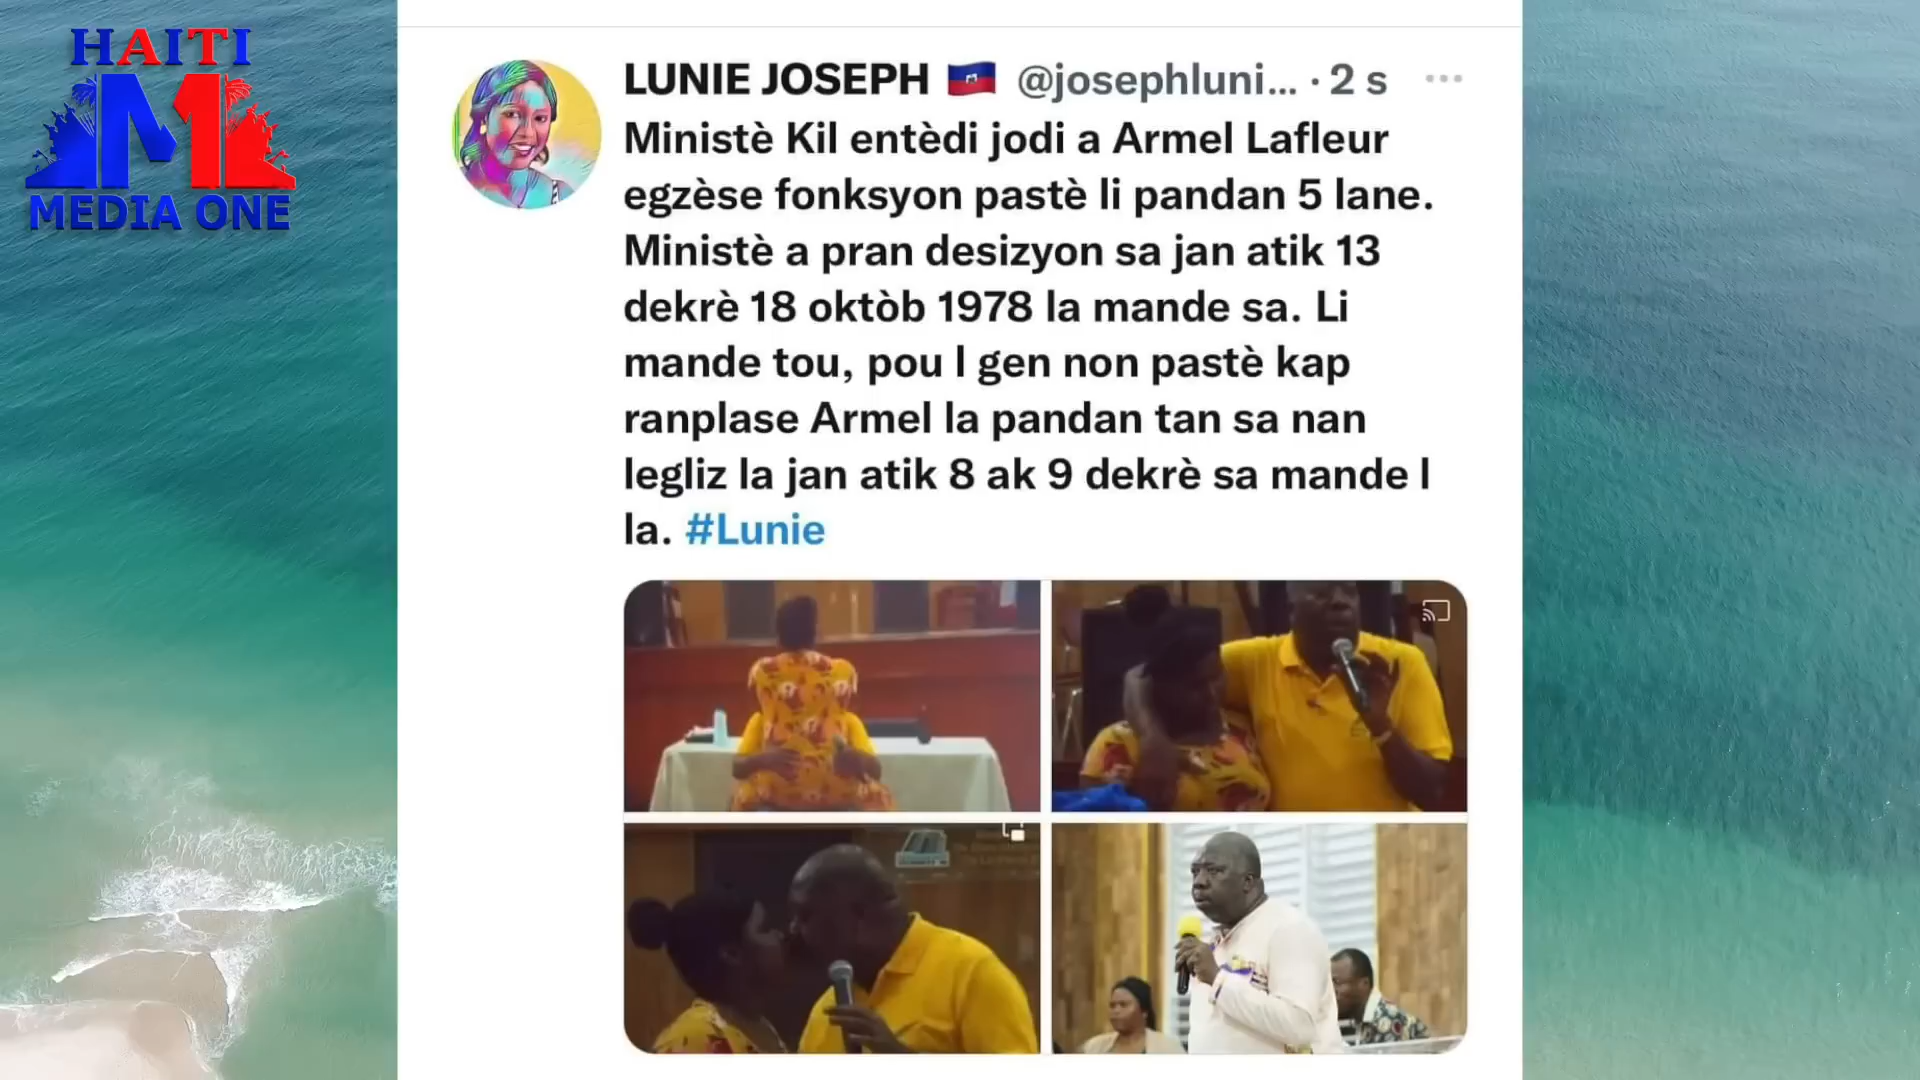 HAITI
MEDIA ONE
LUNIE JOSEPH @josephluni... · 2 s
Ministè Kil entèdi jodi a Armel Lafleur
egzèse fonksyon pastè li pandan 5 lane.
Ministè a pran desizyon sa jan atik 13
dekrè 18 oktòb 1978 la mande sa. Li
mande tou, pou l gen non pastè kap
ranplase Armel la pandan tan sa nan
legliz la jan atik 8 ak 9 dekrè sa mande l
la. #Lunie